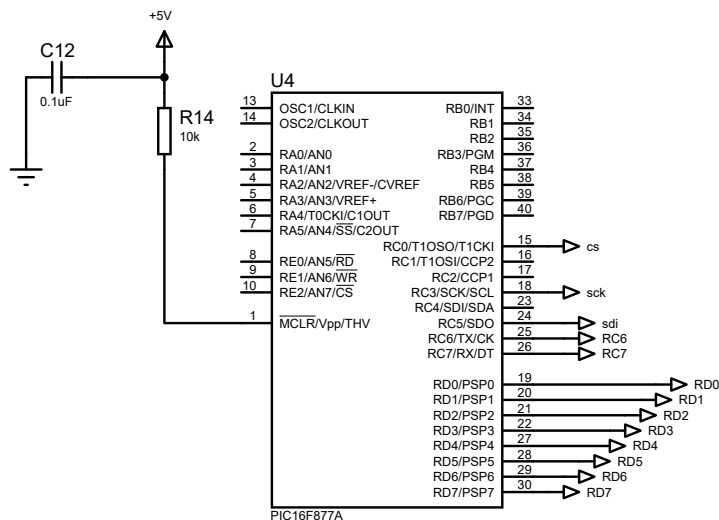 +5V
C12
0.1uF
R14
10k
U4
13 OSC1/CLKIN
14 OSC2/CLKOUT
2 RA0/AN0
3 RA1/AN1
4 RA2/AN2/VREF-/CVREF
5 RA3/AN3/VREF+
6 RA4/T0CKI/C1OUT
7 RA5/AN4/SS/C2OUT
8 RE0/AN5/RD
9 RE1/AN6/WR
10 RE2/AN7/CS
1 MCLR/Vpp/THV
RB0/INT 33
RB1 34
RB2 35
RB3/PGM 36
RB4 37
RB5 38
RB6/PGC 39
RB7/PGD 40
RC0/T1OSO/T1CKI 15 cs
RC1/T1OSI/CCP2 16
RC2/CCP1 17
RC3/SCK/SCL 18 sck
RC4/SDI/SDA 23
RC5/SDO 24 sdi
RC6/TX/CK 25 RC6
RC7/RX/DT 26 RC7
RD0/PSP0 19 RD0
RD1/PSP1 20 RD1
RD2/PSP2 21 RD2
RD3/PSP3 22 RD3
RD4/PSP4 27 RD4
RD5/PSP5 28 RD5
RD6/PSP6 29 RD6
RD7/PSP7 30 RD7
PIC16F877A